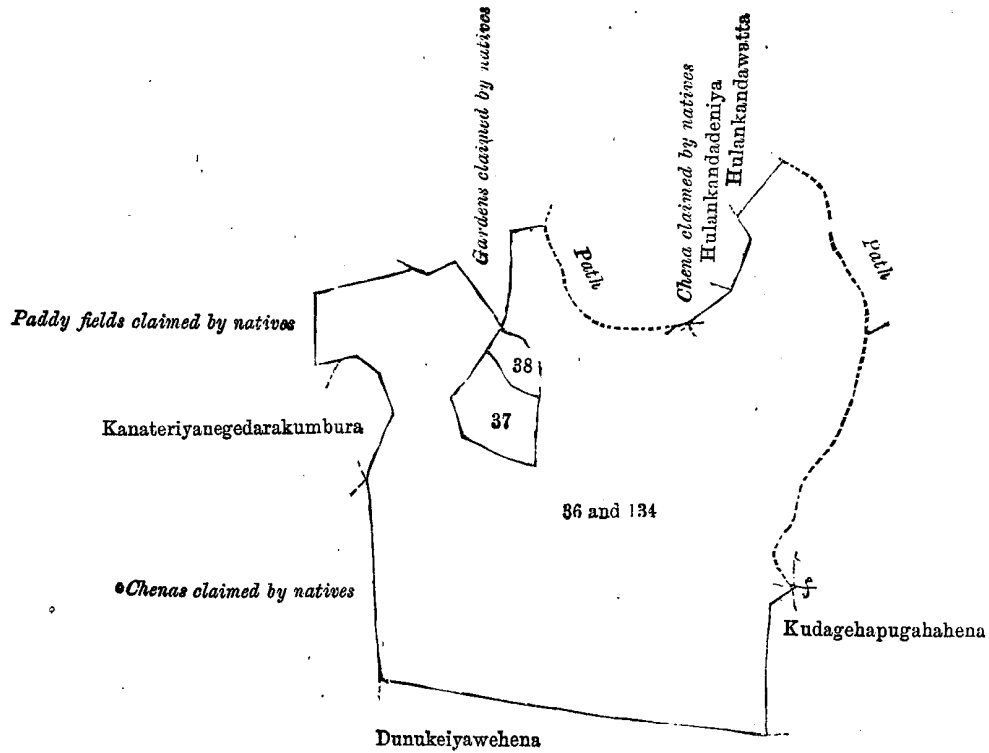 Gardens claimed by natives
Chena claimed by natives
Hulankandadeniya
Hulankandawatta
Path
Path
Paddy fields claimed by natives
38
37
Kanateriyanegedarakumbura
36 and 134
Chenas claimed by natives
Kudagehapugahahena
Dunukeiyawehena